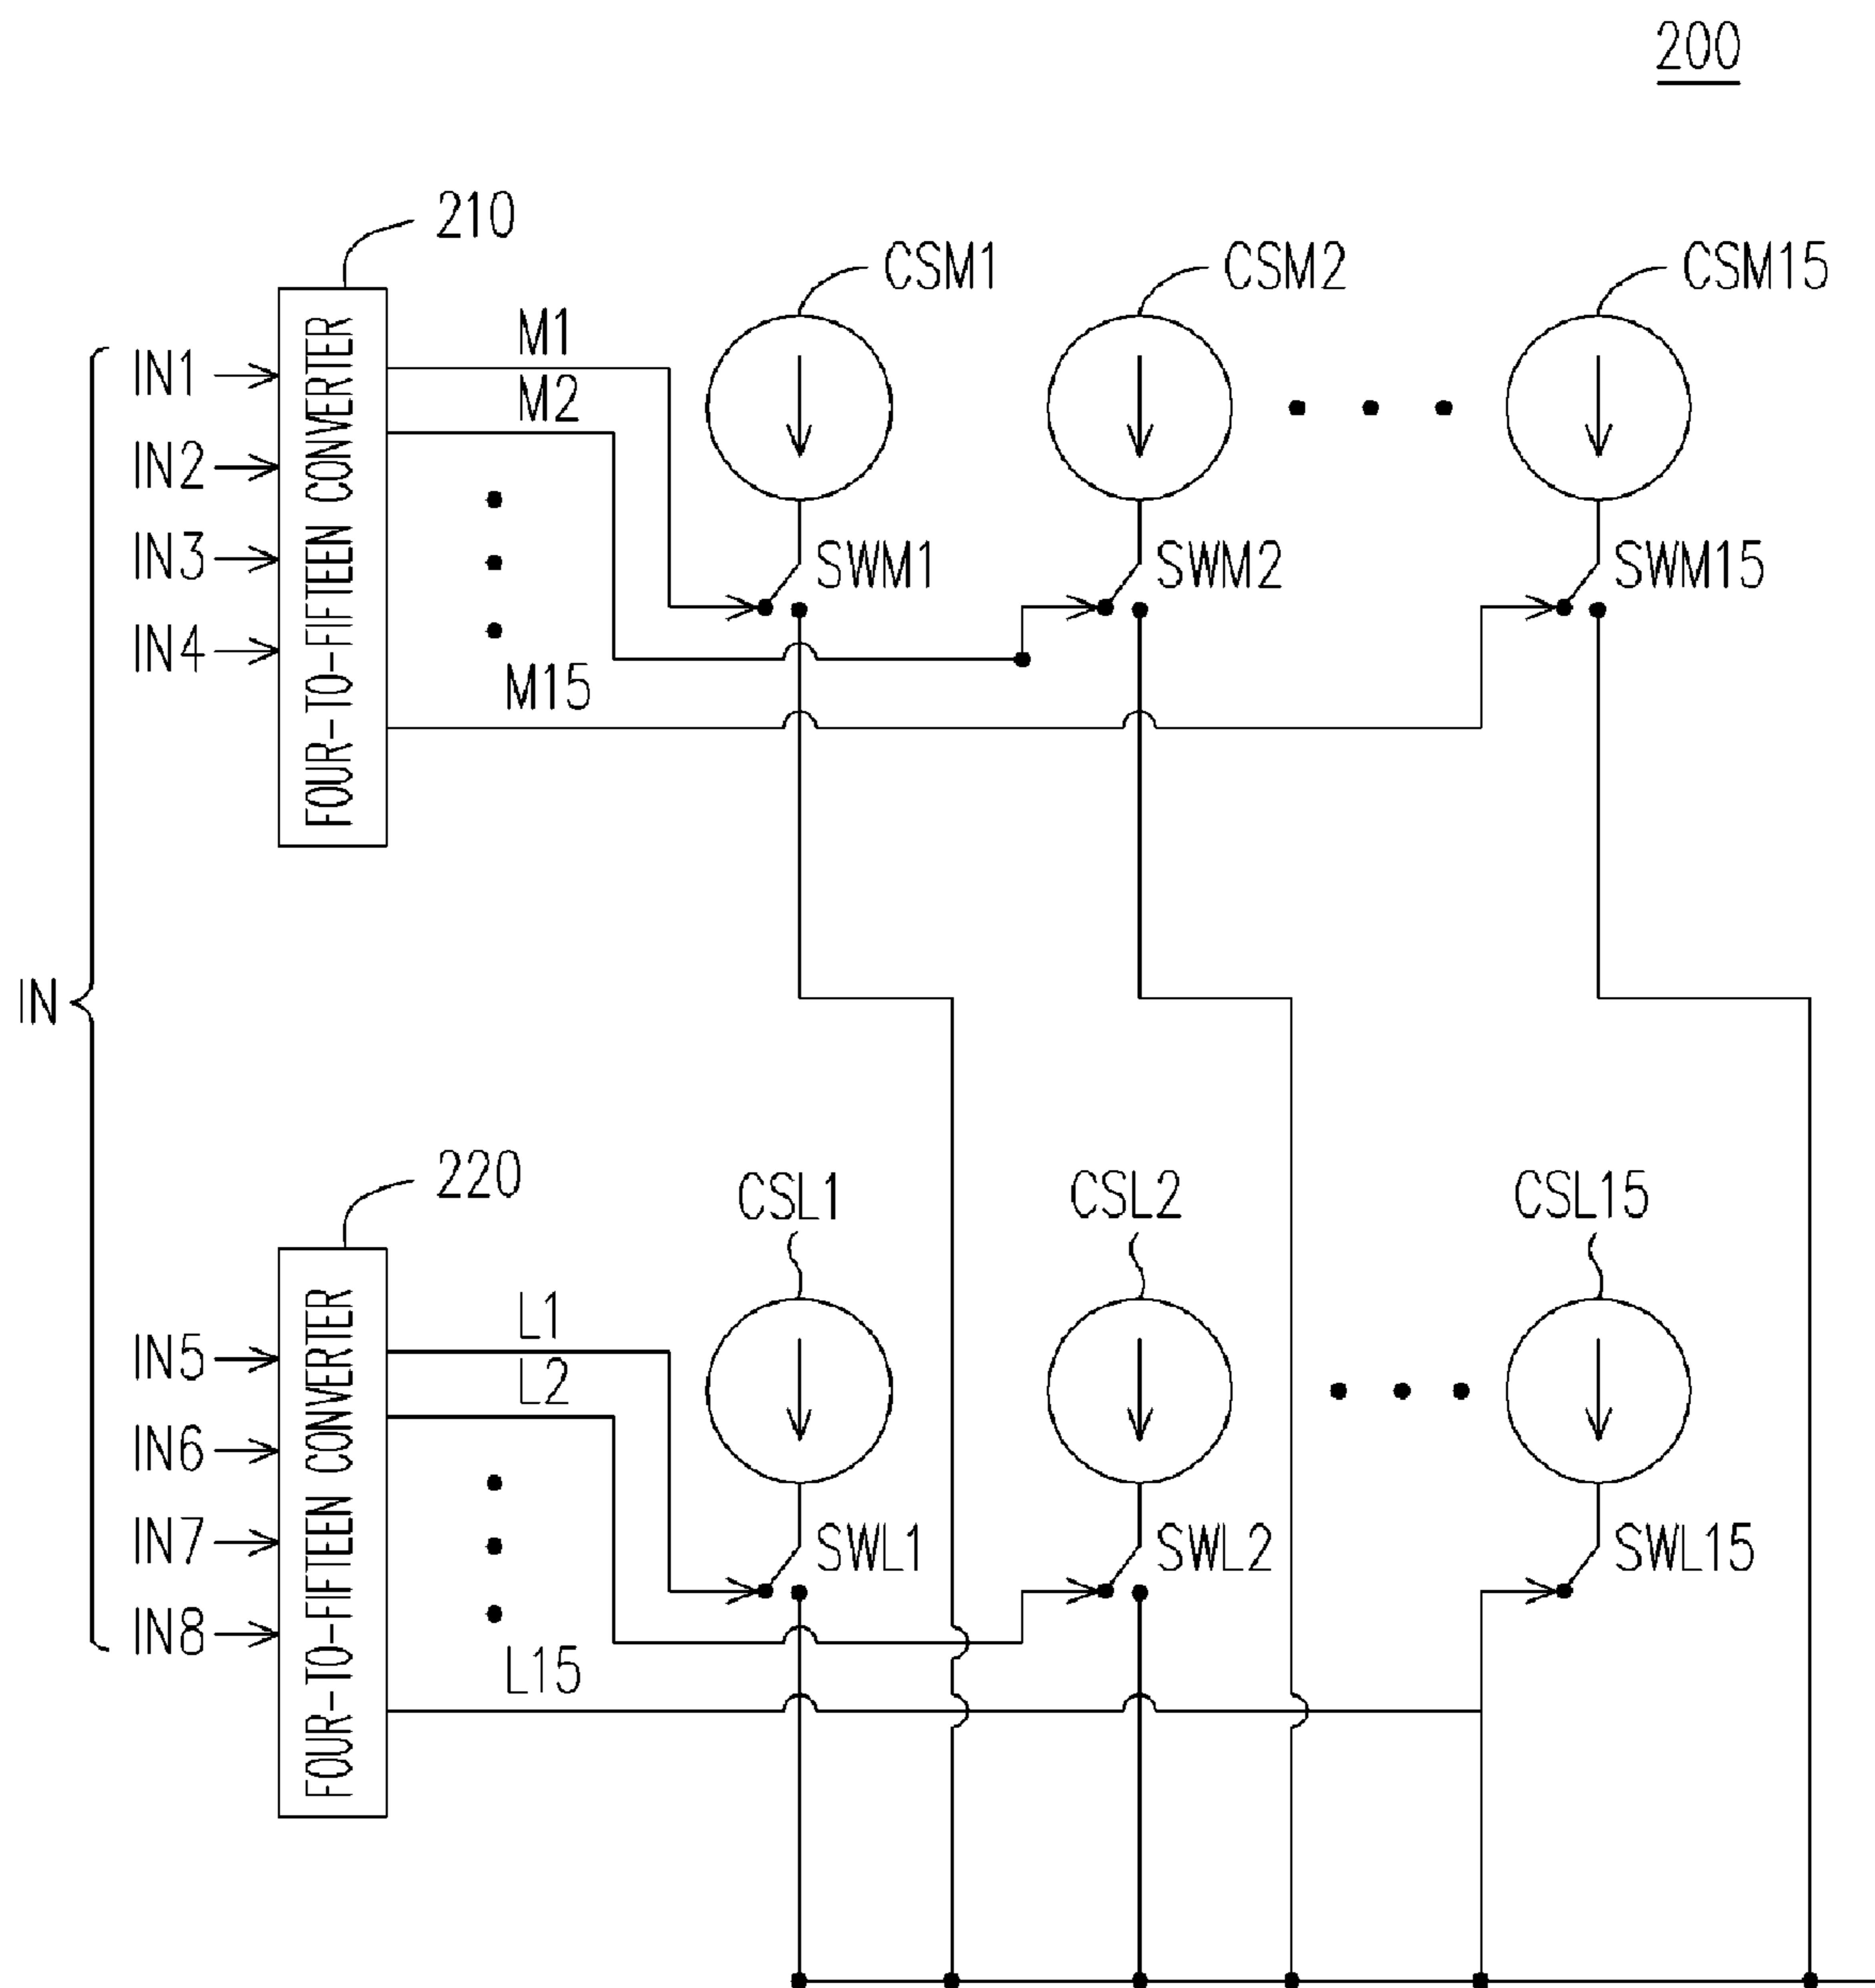 200
210
CSM1
CSM2
CSM15
IN1
IN2
IN3
IN4
FOUR-TO-FIFTEEN CONVERTER
M1
M2
M15
SWM1
SWM2
SWM15
IN
220
CSL1
CSL2
CSL15
IN5
IN6
IN7
IN8
FOUR-TO-FIFTEEN CONVERTER
L1
L2
L15
SWL1
SWL2
SWL15